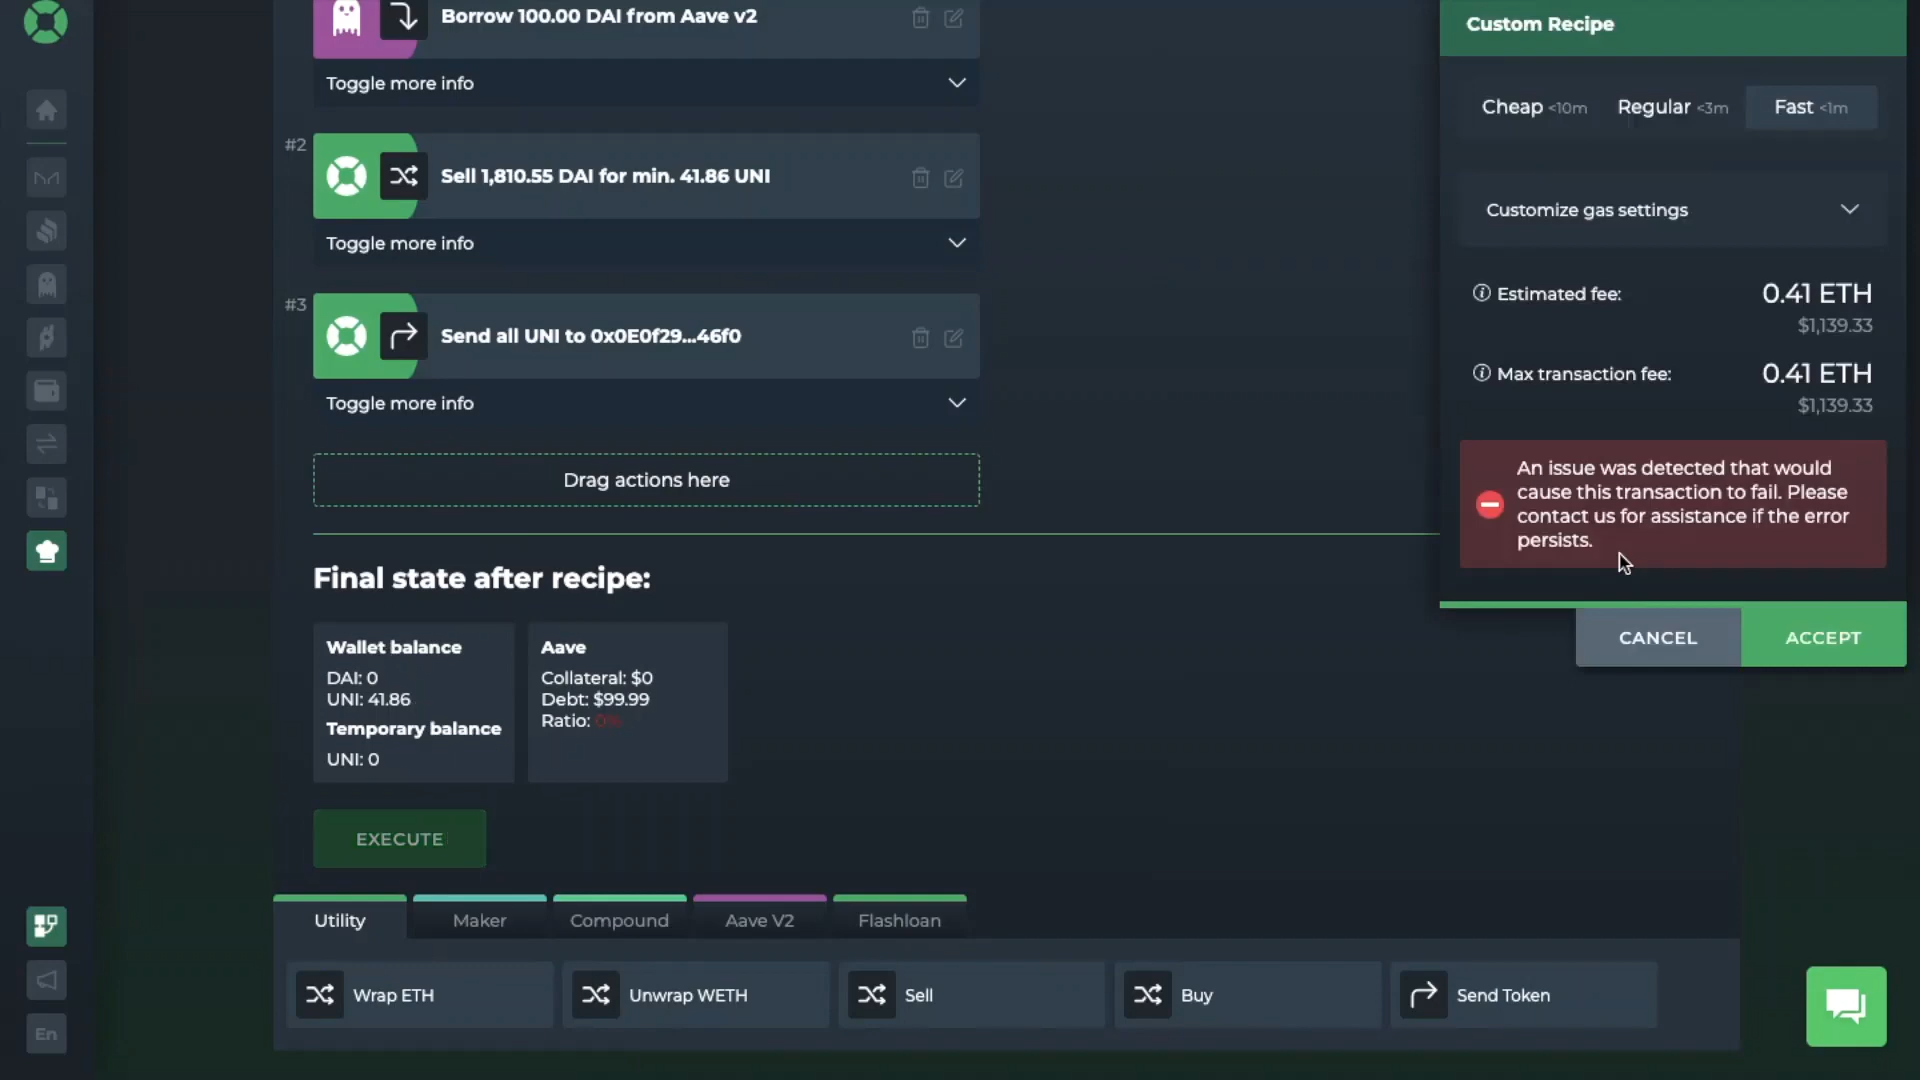 Borrow 100.00 DAI from Aave v2
Toggle more info
#2
Sell 1,810.55 DAI for min. 41.86 UNI
Toggle more info
#3
Send all UNI to 0x0E0f29...46f0
Toggle more info
Drag actions here
Final state after recipe:
Wallet balance
DAI: 0
UNI: 41.86
Temporary balance
UNI: 0
Aave
Collateral: $0
Debt: $99.99
Ratio: 0%
EXECUTE
Utility
Maker
Compound
Aave V2
Flashloan
Wrap ETH
Unwrap WETH
Sell
Buy
Send Token
Custom Recipe
Cheap <10m
Regular <3m
Fast <1m
Customize gas settings
Estimated fee:
0.41 ETH
$1,139.33
Max transaction fee:
0.41 ETH
$1,139.33
An issue was detected that would
cause this transaction to fail. Please
contact us for assistance if the error
persists.
CANCEL
ACCEPT
En